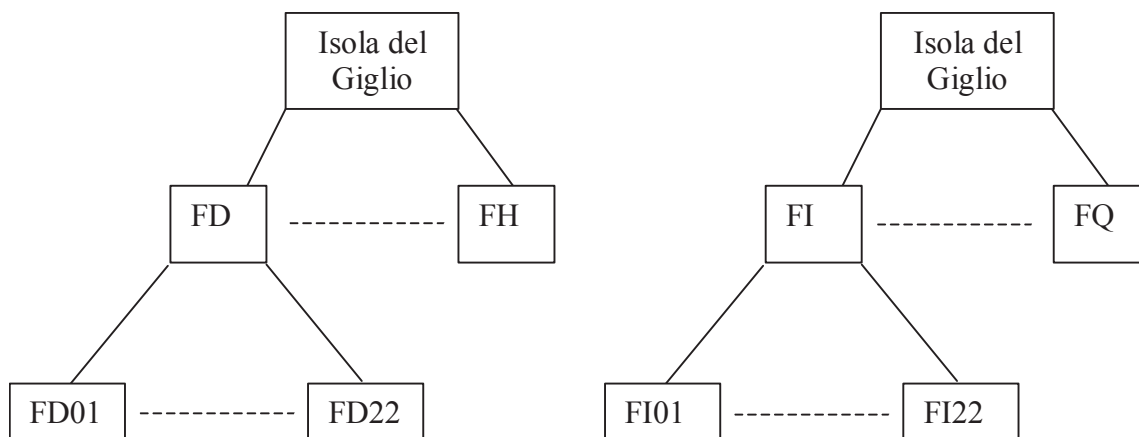 Isola del
Giglio
Isola del
Giglio
FD
FH
FI
FQ
FD01
FD22
FI01
FI22